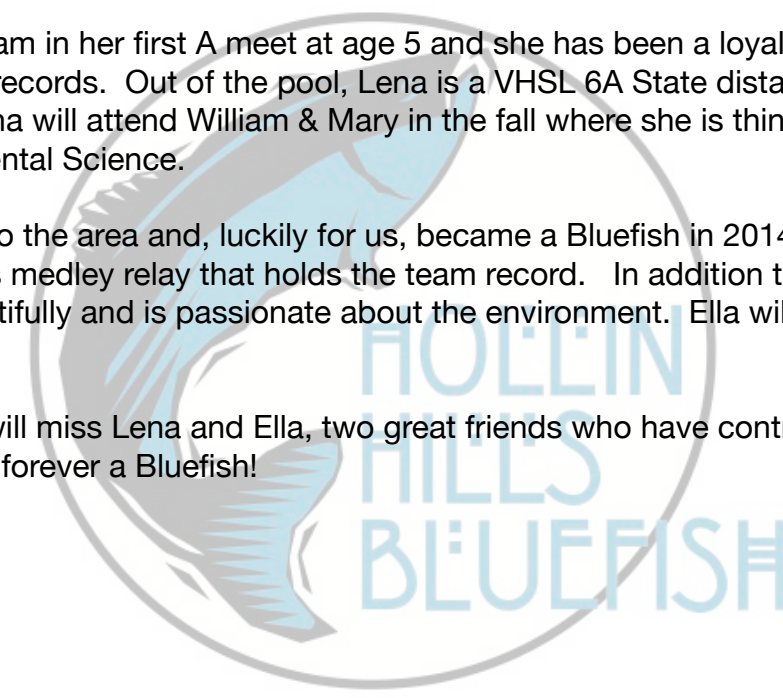 am in her first A meet at age 5 and she has been a loyal
records.  Out of the pool, Lena is a VHSL 6A State dista
na will attend William & Mary in the fall where she is thin
ental Science.
o the area and, luckily for us, became a Bluefish in 2014
s medley relay that holds the team record.   In addition t
tifully and is passionate about the environment.  Ella wil
will miss Lena and Ella, two great friends who have contr
forever a Bluefish!
HOLLIN
HILLS
BLUEFISH